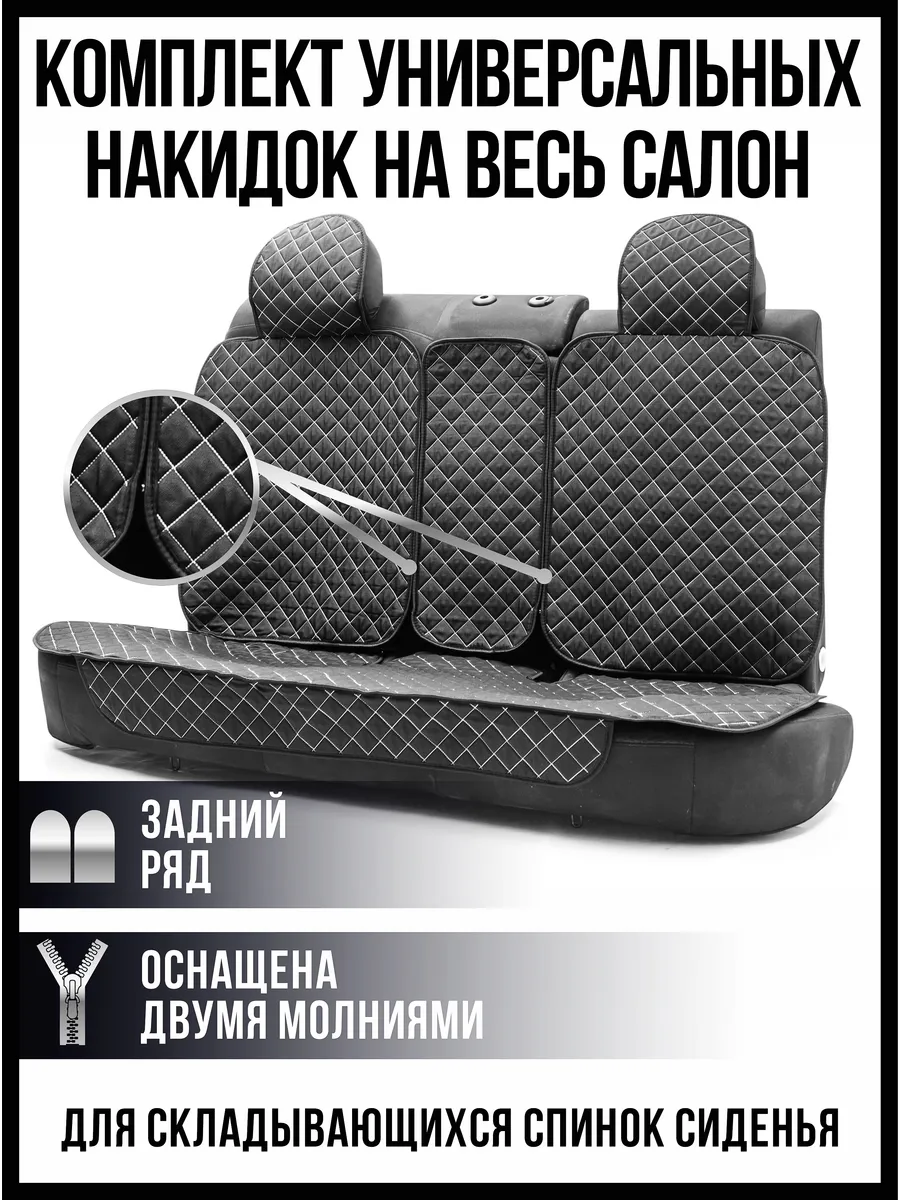 КОМПЛЕКТ УНИВЕРСАЛЬНЫХ
НАКИДОК НА ВЕСЬ САЛОН
ЗАДНИЙ
РЯД
ОСНАЩЕНА
ДВУМЯ МОЛНИЯМИ
ДЛЯ СКЛАДЫВАЮЩИХСЯ СПИНОК СИДЕНЬЯ